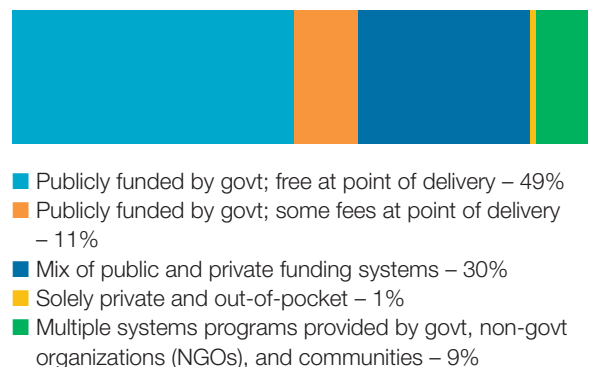 Publicly funded by govt; free at point of delivery – 49%
Publicly funded by govt; some fees at point of delivery
– 11%
Mix of public and private funding systems – 30%
Solely private and out-of-pocket – 1%
Multiple systems programs provided by govt, non-govt
organizations (NGOs), and communities – 9%